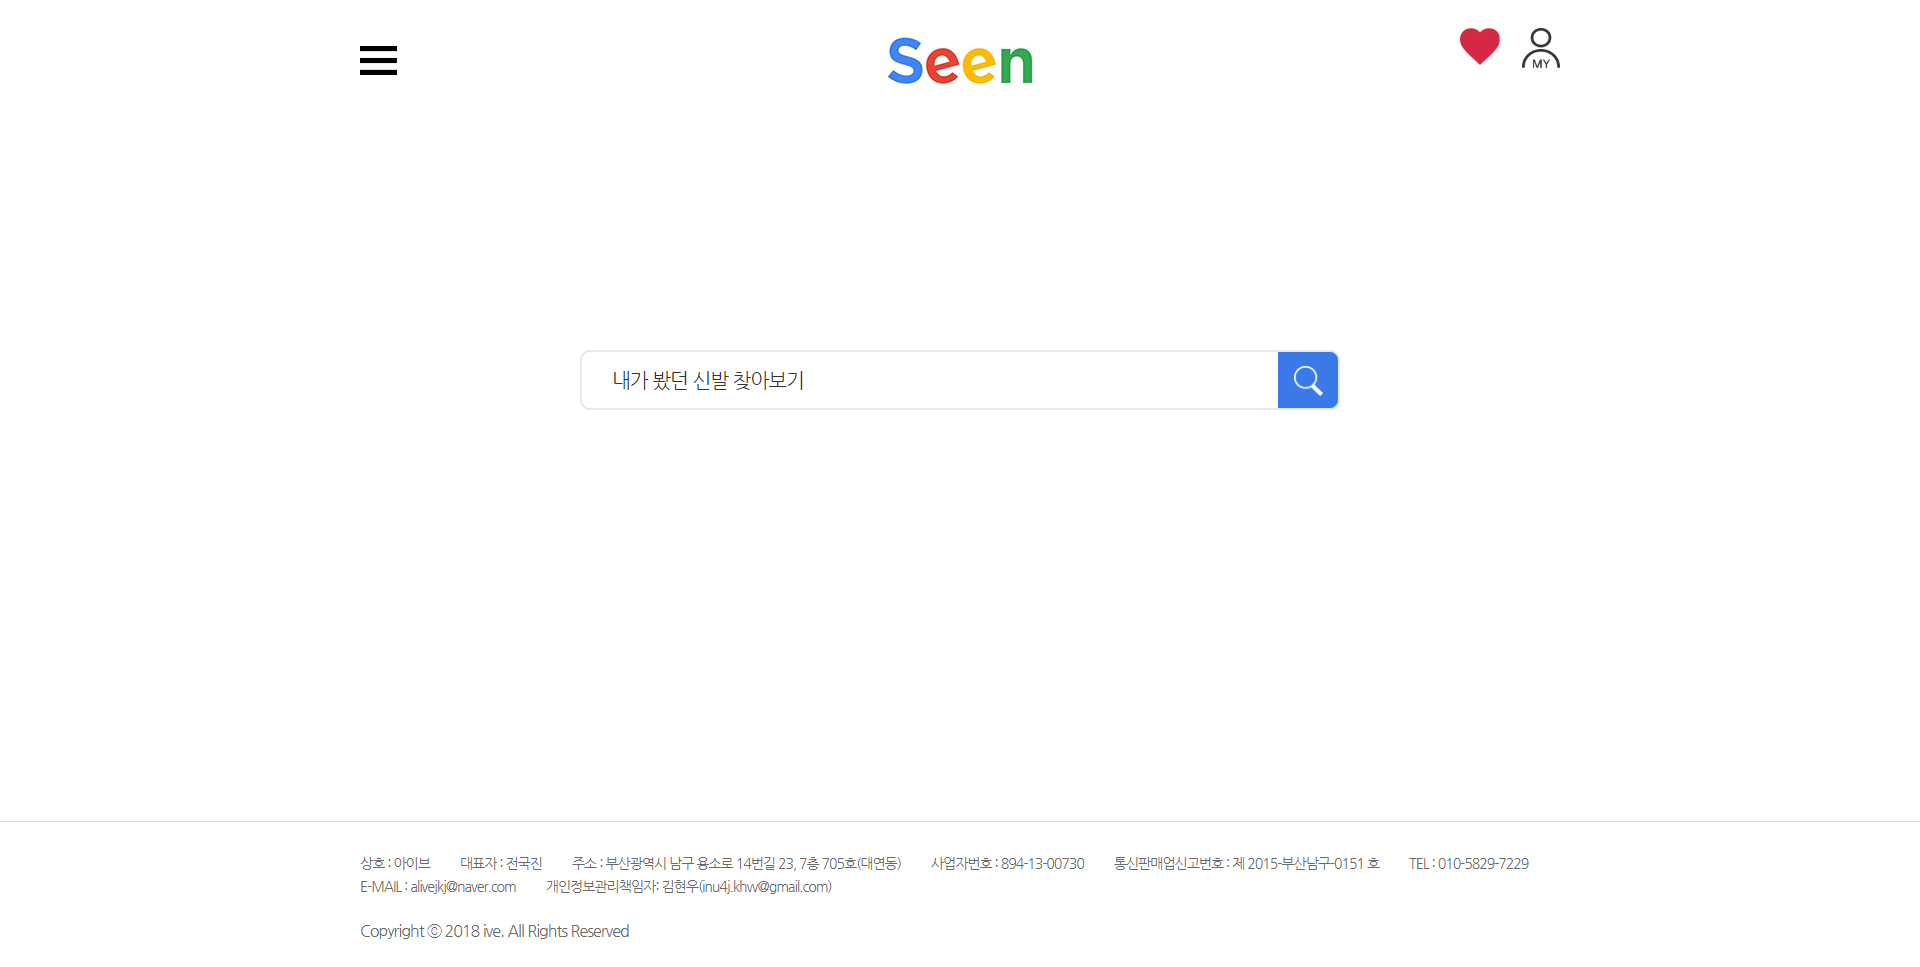 Seen
MY
내가 봤던 신발 찾아보기
상호 : 아이브 대표자 : 전국진 주소 : 부산광역시 남구 용소로 14번길 23, 7층 705호(대연동) 사업자번호 : 894-13-00730 통신판매업신고번호 : 제 2015-부산남구-0151 호 TEL : 010-5829-7229
E-MAIL : alivejkj@naver.com 개인정보관리책임자: 김현우(inu4j.khw@gmail.com)
Copyright ⓒ 2018 ive. All Rights Reserved